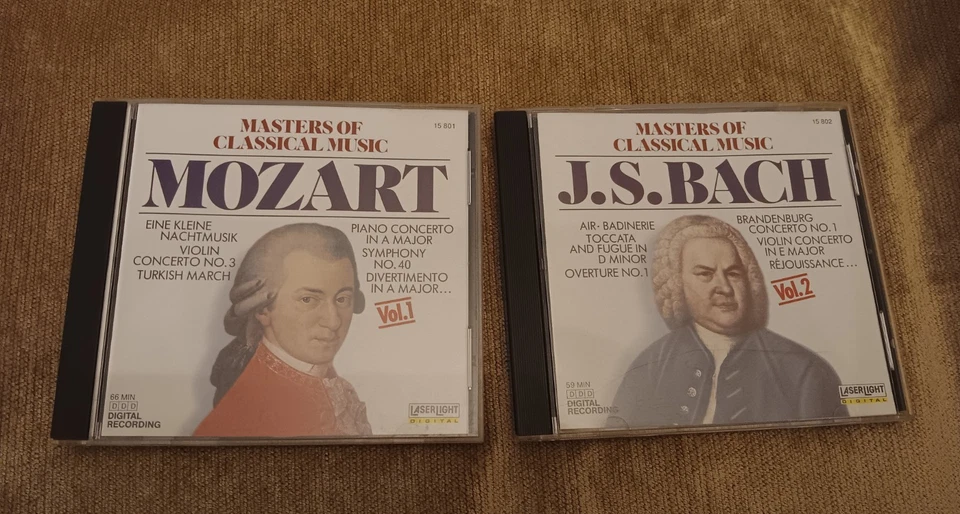 MASTERS OF
CLASSICAL MUSIC
15 801
MOZART
EINE KLEINE
NACHTMUSIK
VIOLIN
CONCERTO NO. 3
TURKISH MARCH
PIANO CONCERTO
IN A MAJOR
SYMPHONY
NO. 40
DIVERTIMENTO
IN A MAJOR...
Vol.1
66 MIN
DDD
DIGITAL
RECORDING
LASERLIGHT
DIGITAL
MASTERS OF
CLASSICAL MUSIC
15 802
J.S. BACH
AIR - BADINERIE
TOCCATA
AND FUGUE IN
D MINOR
OVERTURE NO. 1
BRANDENBURG
CONCERTO NO. 1
VIOLIN CONCERTO
IN E MAJOR
RÉJOUISSANCE...
Vol.2
59 MIN
DDD
DIGITAL
RECORDING
LASERLIGHT
DIGITAL